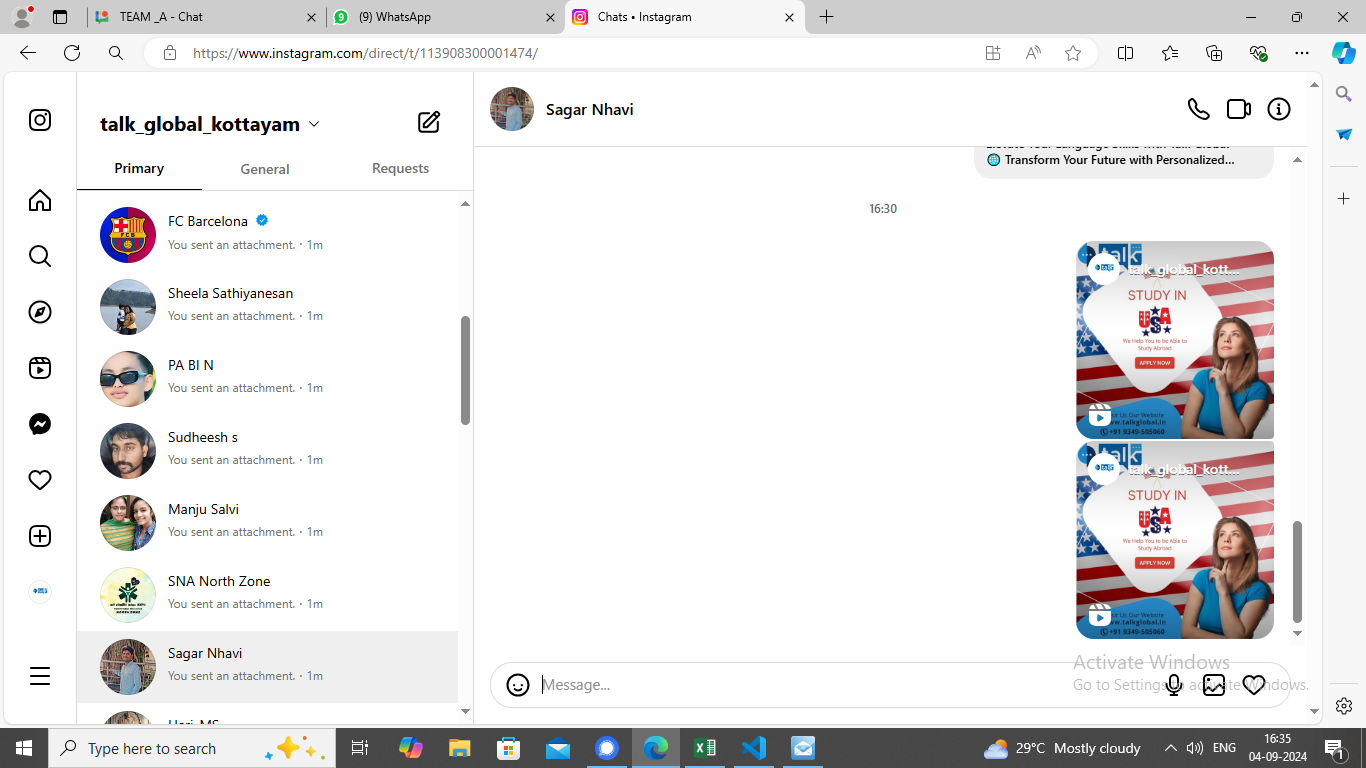 TEAM _A - Chat
(9) WhatsApp
Chats • Instagram
https://www.instagram.com/direct/t/113908300001474/
talk_global_kottayam
Primary
General
Requests
FC Barcelona
You sent an attachment. · 1m
Sheela Sathiyanesan
You sent an attachment. · 1m
PA BI N
You sent an attachment. · 1m
Sudheesh s
You sent an attachment. · 1m
Manju Salvi
You sent an attachment. · 1m
SNA North Zone
You sent an attachment. · 1m
Sagar Nhavi
You sent an attachment. · 1m
Sagar Nhavi
Transform Your Future with Personalized...
16:30
talk
talk_global_kott...
STUDY IN
USA
We Help You to be Able to
Study Abroad
APPLY NOW
Visit Us Our Website
www.talkglobal.in
+91 9349-505060
talk
talk_global_kott...
STUDY IN
USA
We Help You to be Able to
Study Abroad
APPLY NOW
Visit Us Our Website
www.talkglobal.in
+91 9349-505060
Message...
Activate Windows
Go to Settings to activate Windows.
Type here to search
29°C Mostly cloudy
ENG
16:35
04-09-2024
1